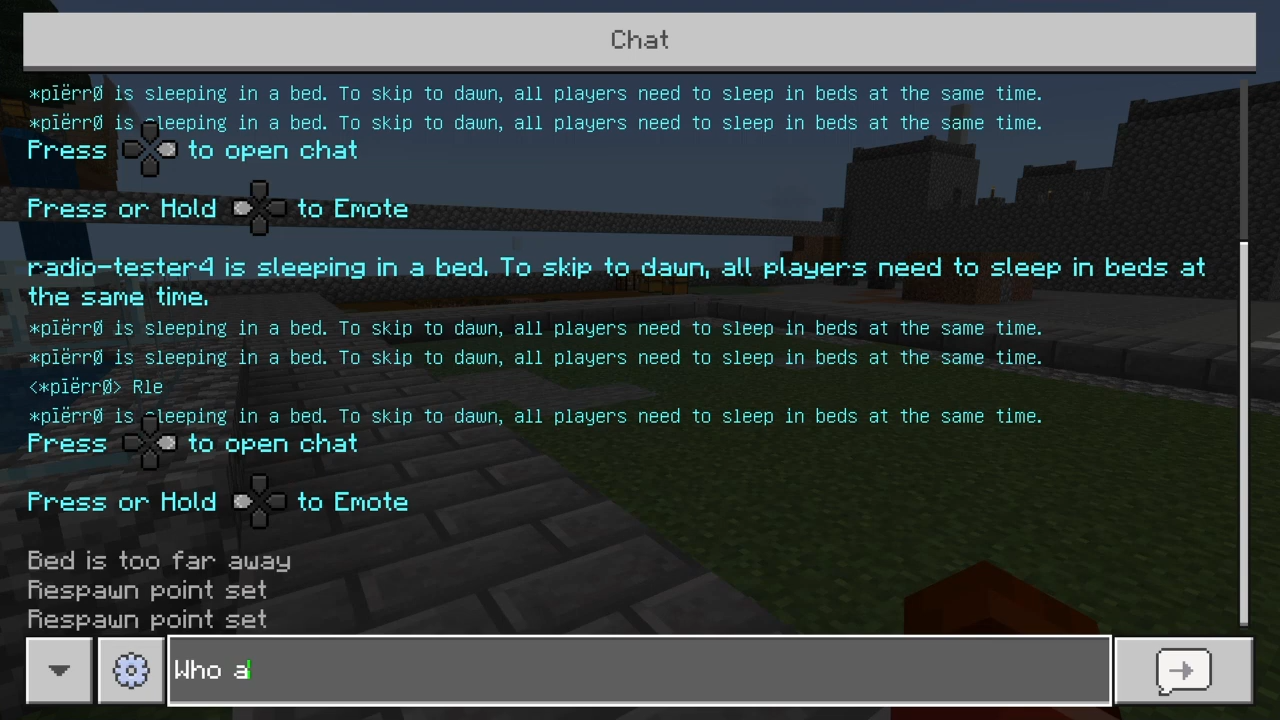 Chat
*pīërrØ is sleeping in a bed. To skip to dawn, all players need to sleep in beds at the same time.
*pīërrØ is sleeping in a bed. To skip to dawn, all players need to sleep in beds at the same time.
Press to open chat
Press or Hold to Emote
radio-tester4 is sleeping in a bed. To skip to dawn, all players need to sleep in beds at
the same time.
*pīërrØ is sleeping in a bed. To skip to dawn, all players need to sleep in beds at the same time.
*pīërrØ is sleeping in a bed. To skip to dawn, all players need to sleep in beds at the same time.
<*pīërrØ> Rle
*pīërrØ is sleeping in a bed. To skip to dawn, all players need to sleep in beds at the same time.
Press to open chat
Press or Hold to Emote
Bed is too far away
Respawn point set
Respawn point set
Who a